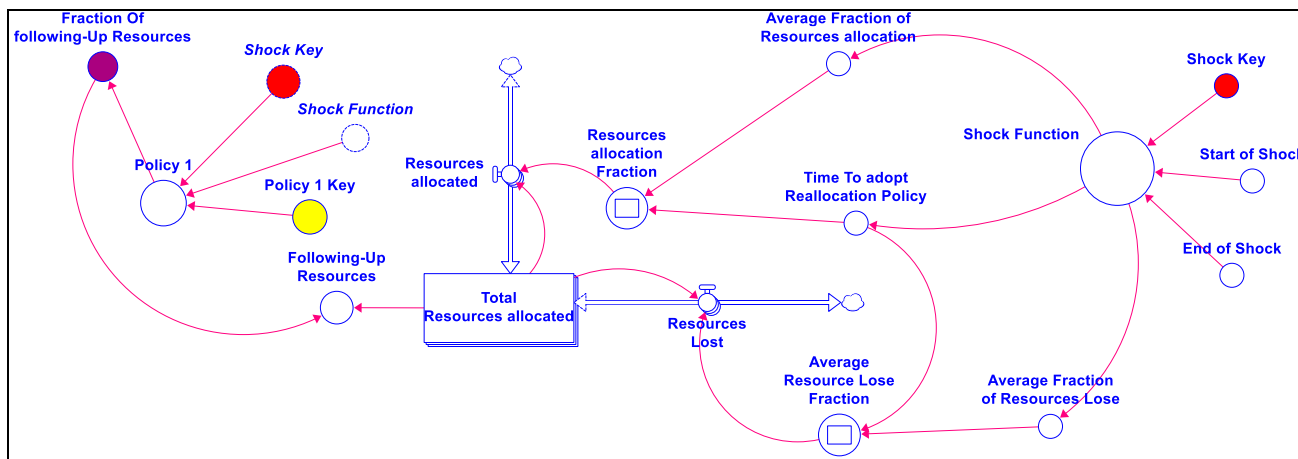 Fraction Of
following-Up Resources
Shock Key
Shock Function
Policy 1
Policy 1 Key
Following-Up
Resources
Resources
allocated
Total
Resources allocated
Resources
allocation
Fraction
Average Fraction of
Resources allocation
Time To adopt
Reallocation Policy
Resources
Lost
Average
Resource Lose
Fraction
Average Fraction
of Resources Lose
Shock Function
Shock Key
Start of Shock
End of Shock